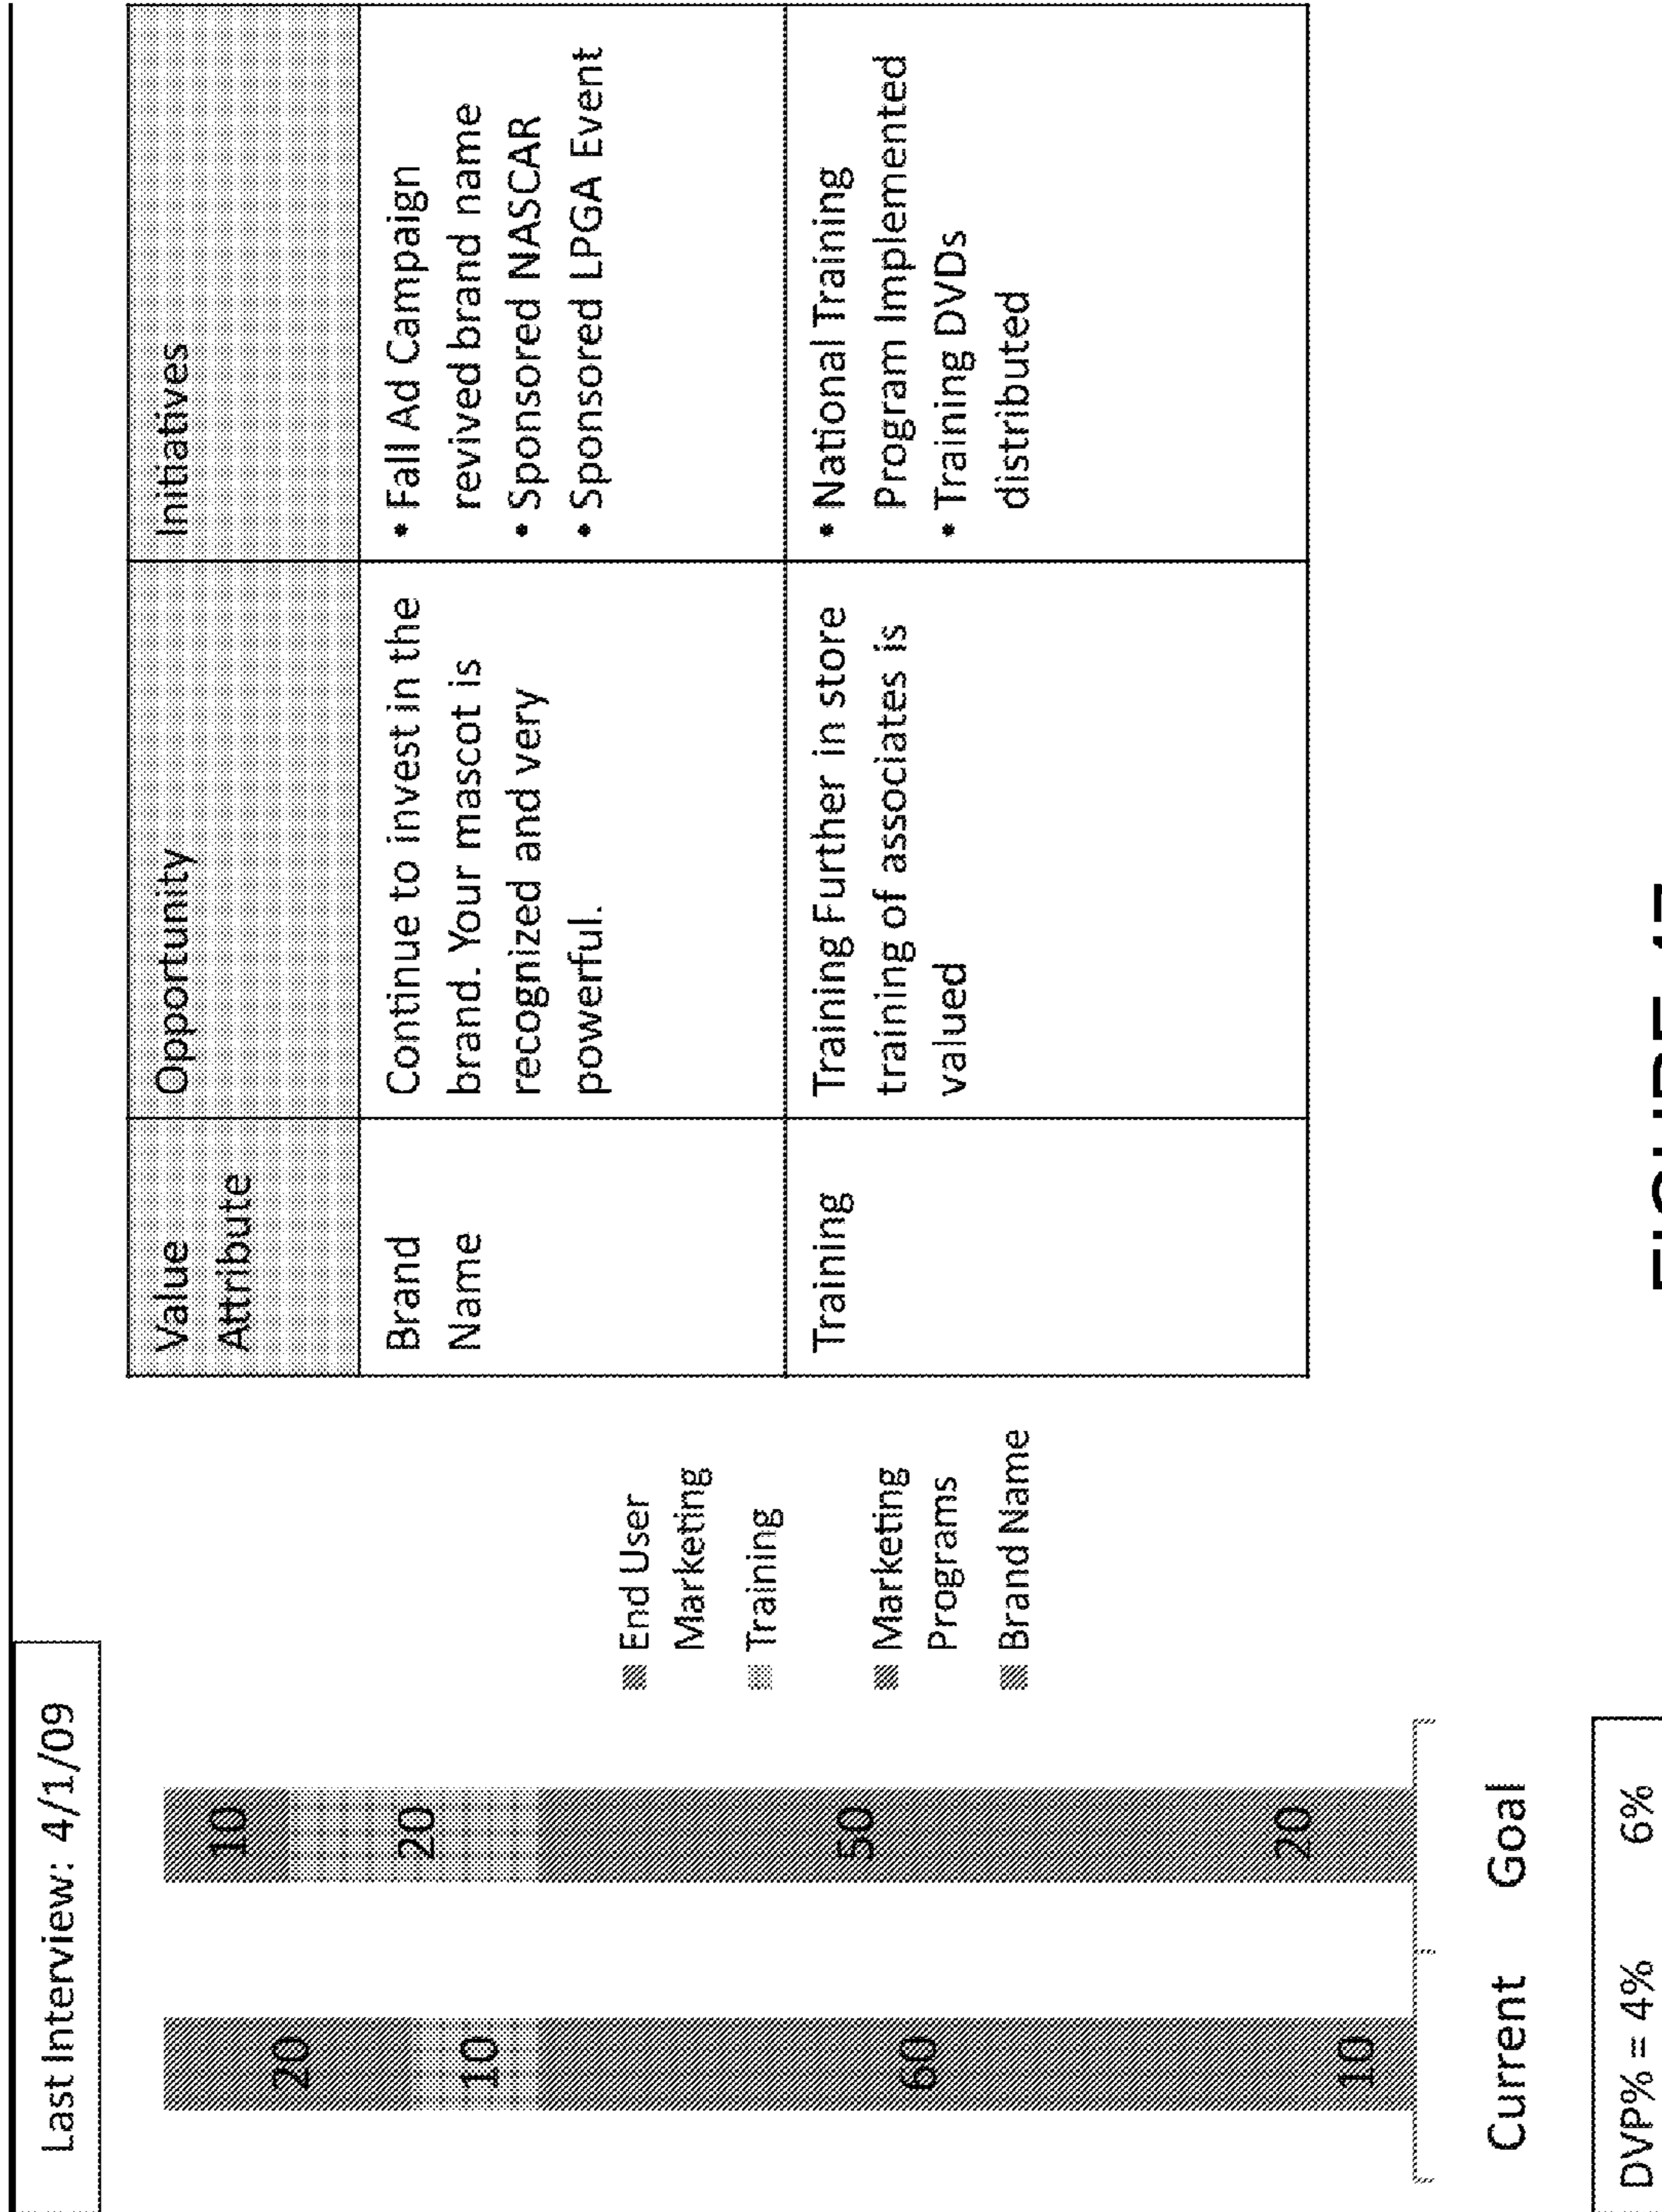 Last Interview: 4/1/09
20
10
60
10
10
20
50
20
Current Goal
DVP% = 4% 6%
End User
Marketing
Training
Marketing
Programs
Brand Name
Value
Attribute
Opportunity
Initiatives
Brand
Name
Continue to invest in the
brand. Your mascot is
recognized and very
powerful.
• Fall Ad Campaign
revived brand name
• Sponsored NASCAR
• Sponsored LPGA Event
Training
Training Further in store
training of associates is
valued
• National Training
Program Implemented
• Training DVDs
distributed